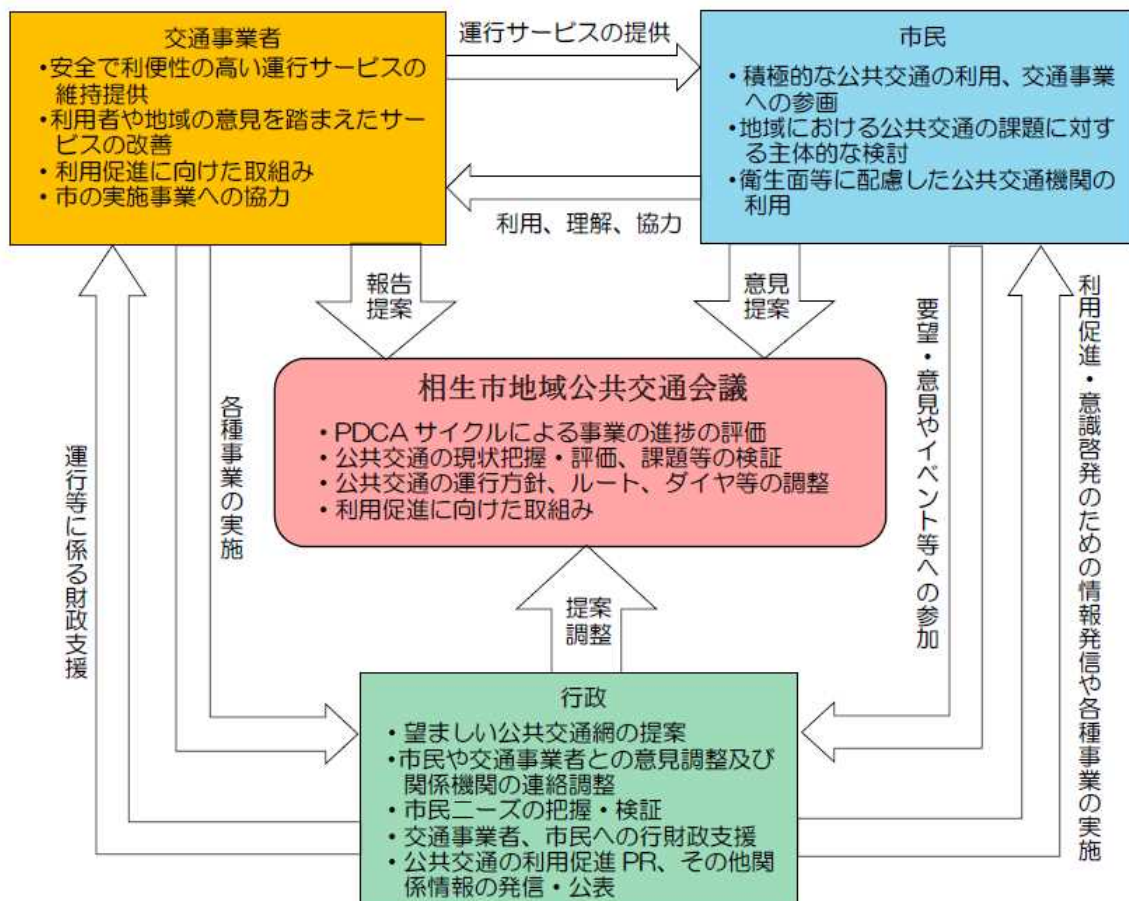 交通事業者
・安全で利便性の高い運行サービスの
維持提供
・利用者や地域の意見を踏まえたサー
ビスの改善
・利用促進に向けた取組み
・市の実施事業への協力
運行サービスの提供
利用、理解、協力
市民
・積極的な公共交通の利用、交通事業
への参画
・地域における公共交通の課題に対す
る主体的な検討
・衛生面等に配慮した公共交通機関の
利用
報告
提案
意見
提案
相生市地域公共交通会議
・PDCA サイクルによる事業の進捗の評価
・公共交通の現状把握・評価、課題等の検証
・公共交通の運行方針、ルート、ダイヤ等の調整
・利用促進に向けた取組み
運行等に係る財政支援
各種事業の実施
要望・意見やイベント等への参加
利用促進・意識啓発のための情報発信や各種事業の実施
提案
調整
行政
・望ましい公共交通網の提案
・市民や交通事業者との意見調整及び
関係機関の連絡調整
・市民ニーズの把握・検証
・交通事業者、市民への行財政支援
・公共交通の利用促進 PR、その他関
係情報の発信・公表